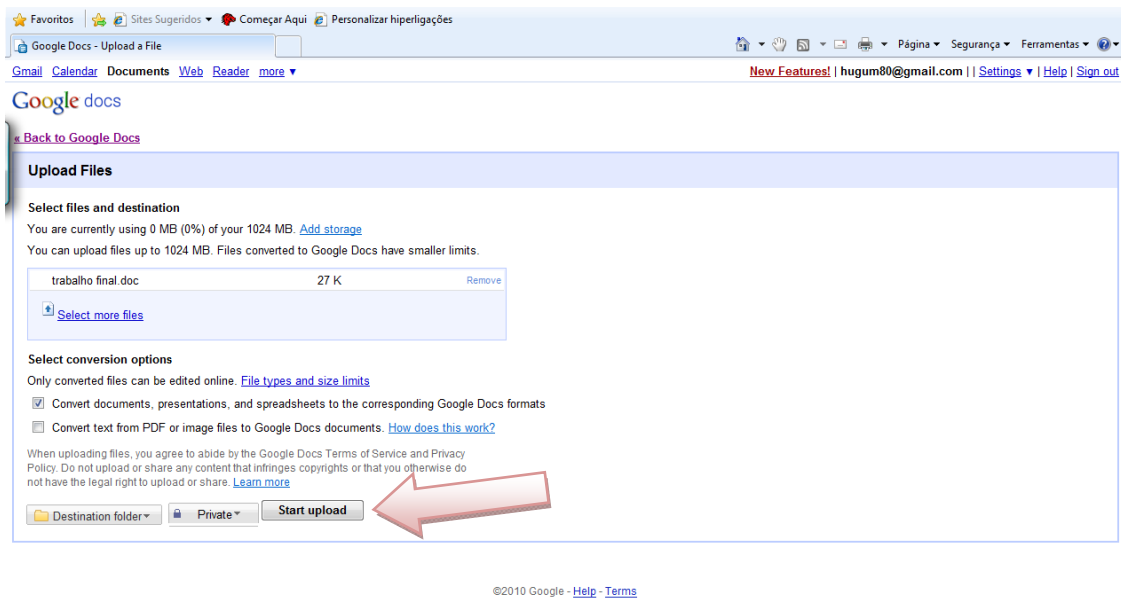 Favoritos Sites Sugeridos ▾ Começar Aqui Personalizar hiperligações
Google Docs - Upload a File Página ▾ Segurança ▾ Ferramentas ▾
Gmail Calendar Documents Web Reader more ▼ New Features! | hugum80@gmail.com | | Settings ▼ | Help | Sign out
Google docs
« Back to Google Docs
Upload Files
Select files and destination
You are currently using 0 MB (0%) of your 1024 MB. Add storage
You can upload files up to 1024 MB. Files converted to Google Docs have smaller limits.
trabalho final.doc 27 K Remove
Select more files
Select conversion options
Only converted files can be edited online. File types and size limits
Convert documents, presentations, and spreadsheets to the corresponding Google Docs formats
Convert text from PDF or image files to Google Docs documents. How does this work?
When uploading files, you agree to abide by the Google Docs Terms of Service and Privacy
Policy. Do not upload or share any content that infringes copyrights or that you otherwise do
not have the legal right to upload or share. Learn more
Destination folder ▾ Private ▾ Start upload
©2010 Google - Help - Terms